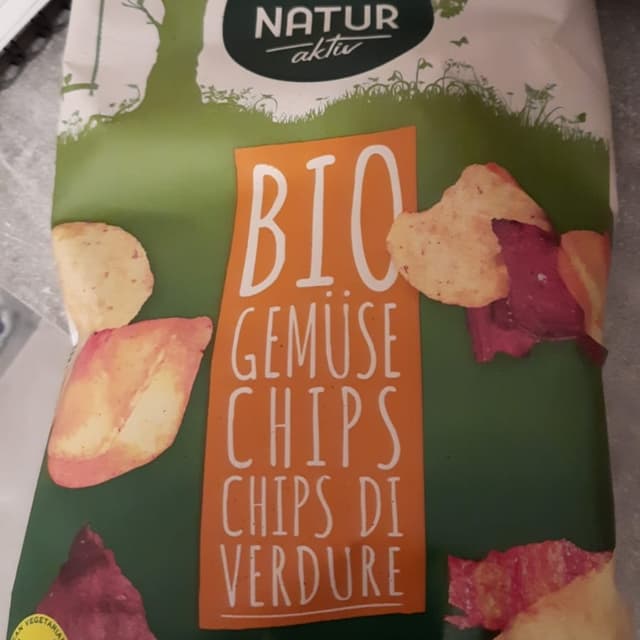 NATUR
aktiv
BIO
GEMÜSE
CHIPS
CHIPS DI
VERDURE